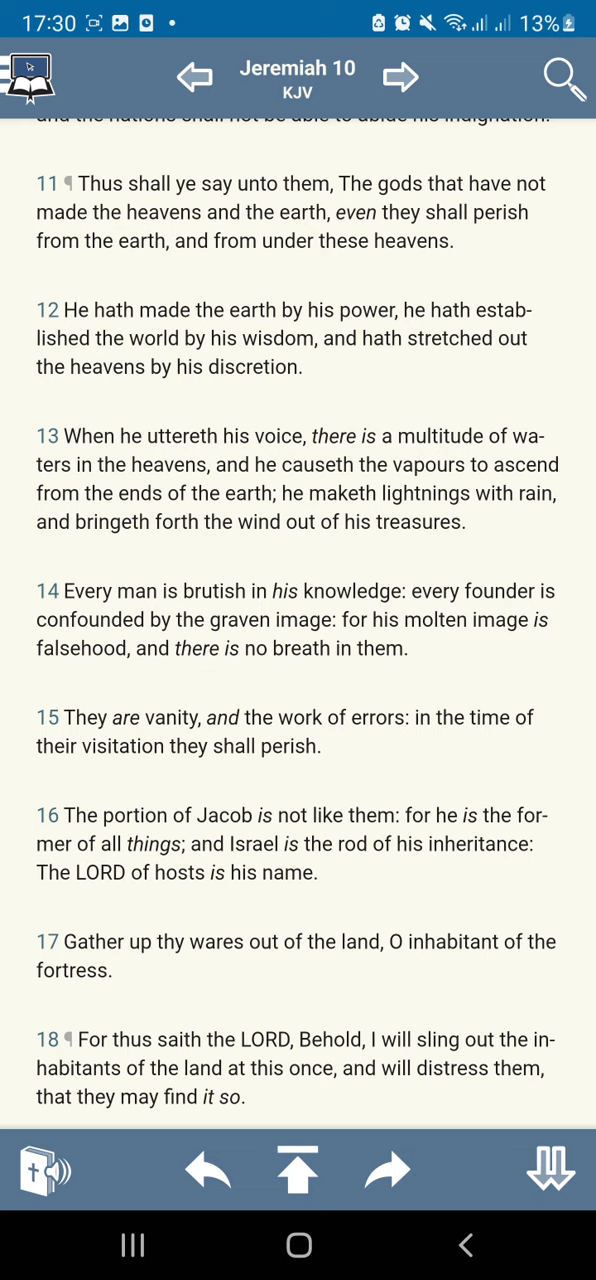 17:30
13%
Jeremiah 10
KJV
and the nations shall not be able to abide his indignation.
11 ¶ Thus shall ye say unto them, The gods that have not
made the heavens and the earth, even they shall perish
from the earth, and from under these heavens.
12 He hath made the earth by his power, he hath estab-
lished the world by his wisdom, and hath stretched out
the heavens by his discretion.
13 When he uttereth his voice, there is a multitude of wa-
ters in the heavens, and he causeth the vapours to ascend
from the ends of the earth; he maketh lightnings with rain,
and bringeth forth the wind out of his treasures.
14 Every man is brutish in his knowledge: every founder is
confounded by the graven image: for his molten image is
falsehood, and there is no breath in them.
15 They are vanity, and the work of errors: in the time of
their visitation they shall perish.
16 The portion of Jacob is not like them: for he is the for-
mer of all things; and Israel is the rod of his inheritance:
The LORD of hosts is his name.
17 Gather up thy wares out of the land, O inhabitant of the
fortress.
18 ¶ For thus saith the LORD, Behold, I will sling out the in-
habitants of the land at this once, and will distress them,
that they may find it so.